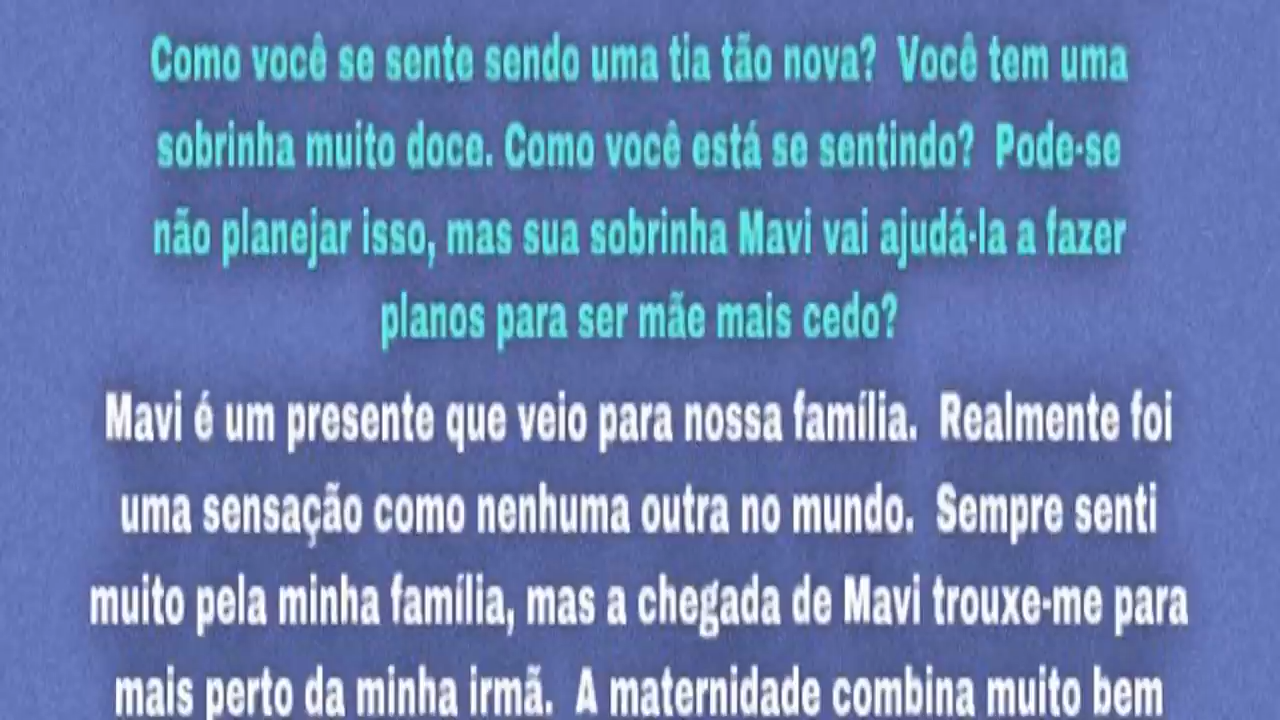 Como você se sente sendo uma tia tão nova? Você tem uma
sobrinha muito doce. Como você está se sentindo? Pode-se
não planejar isso, mas sua sobrinha Mavi vai ajudá-la a fazer
planos para ser mãe mais cedo?
Mavi é um presente que veio para nossa família. Realmente foi
uma sensação como nenhuma outra no mundo. Sempre senti
muito pela minha família, mas a chegada de Mavi trouxe-me para
mais perto da minha irmã. A maternidade combina muito bem